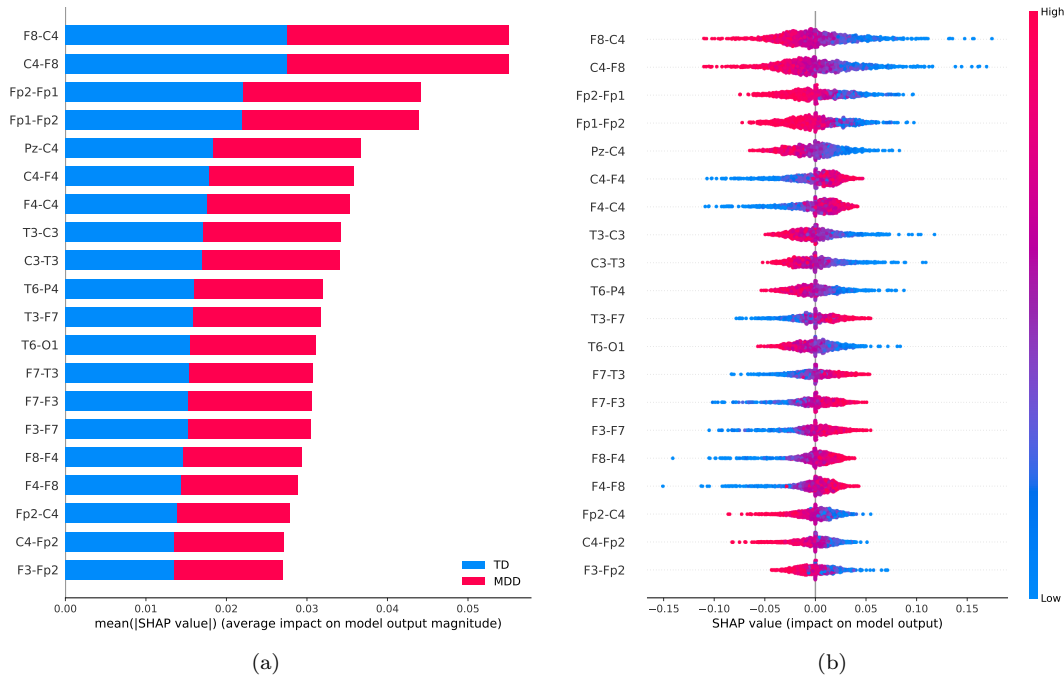 F8-C4
C4-F8
Fp2-Fp1
Fp1-Fp2
Pz-C4
C4-F4
F4-C4
T3-C3
C3-T3
T6-P4
T3-F7
T6-O1
F7-T3
F7-F3
F3-F7
F8-F4
F4-F8
Fp2-C4
C4-Fp2
F3-Fp2
TD
MDD
0.00 0.01 0.02 0.03 0.04 0.05
mean(|SHAP value|) (average impact on model output magnitude)
(a)
F8-C4
C4-F8
Fp2-Fp1
Fp1-Fp2
Pz-C4
C4-F4
F4-C4
T3-C3
C3-T3
T6-P4
T3-F7
T6-O1
F7-T3
F7-F3
F3-F7
F8-F4
F4-F8
Fp2-C4
C4-Fp2
F3-Fp2
−0.15 −0.10 −0.05 0.00 0.05 0.10 0.15
SHAP value (impact on model output)
High
Low
(b)